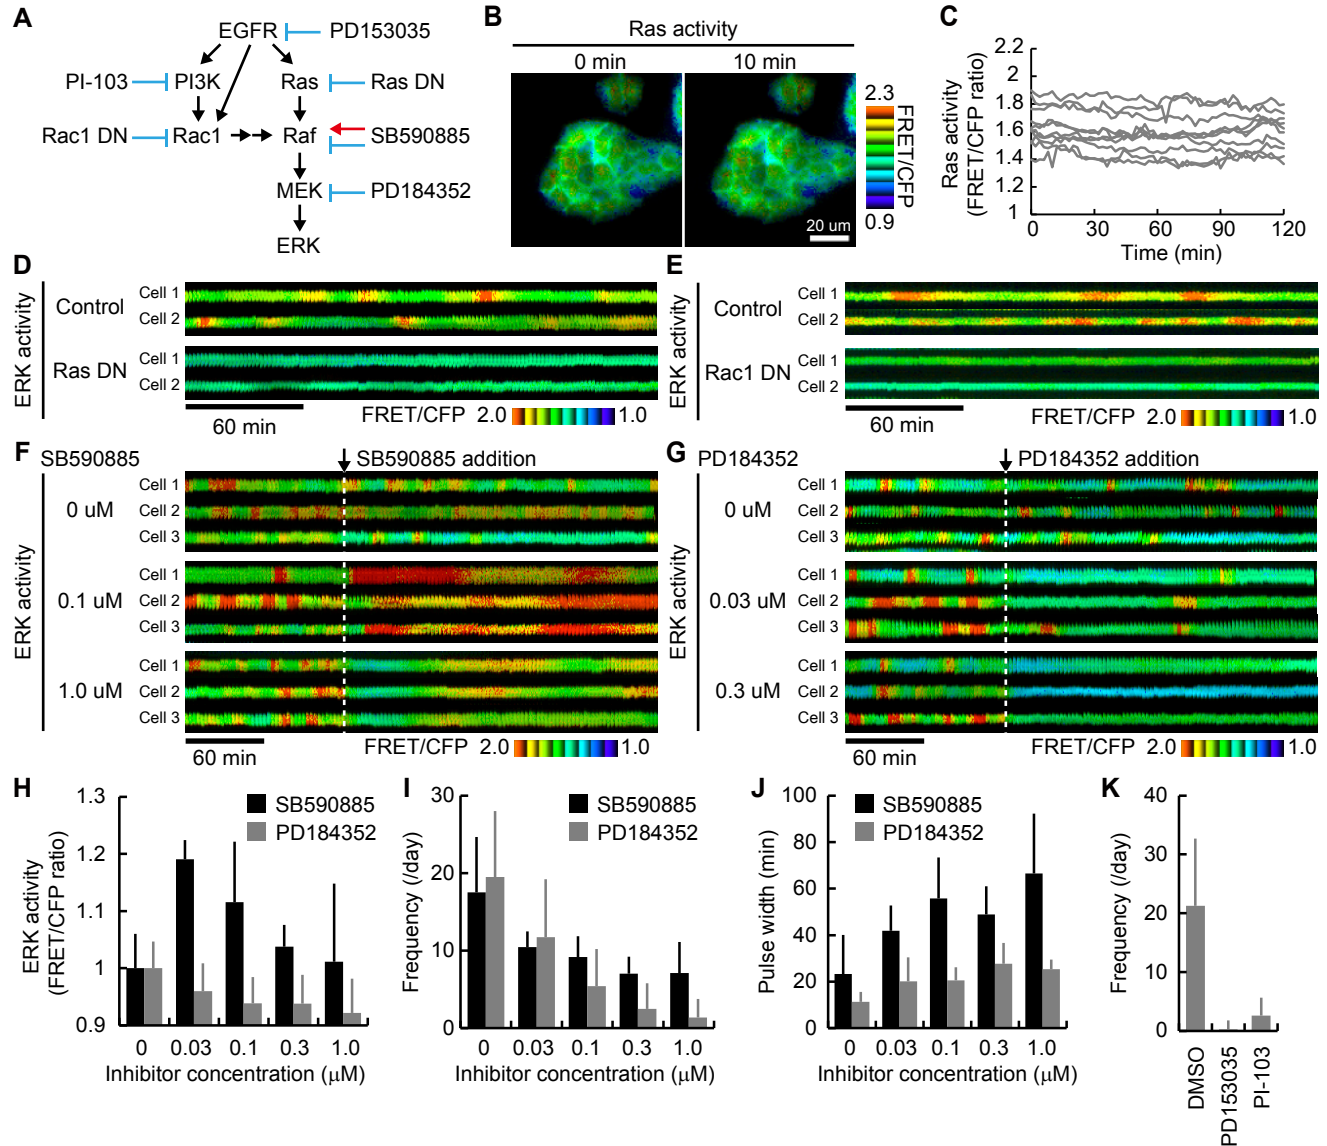 A
EGFR
PD153035
PI-103
PI3K
Ras
Ras DN
Rac1 DN
Rac1
Raf
SB590885
MEK
PD184352
ERK
B
Ras activity
0 min
10 min
20 um
2.3
FRET/CFP
0.9
C
Ras activity
(FRET/CFP ratio)
2.2
2
1.8
1.6
1.4
1.2
1
0
30
60
90
120
Time (min)
D
ERK activity
Control
Cell 1
Cell 2
Ras DN
Cell 1
Cell 2
60 min
FRET/CFP 2.0 1.0
E
ERK activity
Control
Cell 1
Cell 2
Rac1 DN
Cell 1
Cell 2
60 min
FRET/CFP 2.0 1.0
F
SB590885
SB590885 addition
ERK activity
0 uM
Cell 1
Cell 2
Cell 3
0.1 uM
Cell 1
Cell 2
Cell 3
1.0 uM
Cell 1
Cell 2
Cell 3
60 min
FRET/CFP 2.0 1.0
G
PD184352
PD184352 addition
ERK activity
0 uM
Cell 1
Cell 2
Cell 3
0.03 uM
Cell 1
Cell 2
Cell 3
0.3 uM
Cell 1
Cell 2
Cell 3
60 min
FRET/CFP 2.0 1.0
H
ERK activity
(FRET/CFP ratio)
1.3
1.2
1.1
1
0.9
SB590885
PD184352
0 0.03 0.1 0.3 1.0
Inhibitor concentration (μM)
I
Frequency (/day)
30
20
10
0
SB590885
PD184352
0 0.03 0.1 0.3 1.0
Inhibitor concentration (μM)
J
Pulse width (min)
100
80
60
40
20
0
SB590885
PD184352
0 0.03 0.1 0.3 1.0
Inhibitor concentration (μM)
K
Frequency (/day)
40
30
20
10
0
DMSO
PD153035
PI-103